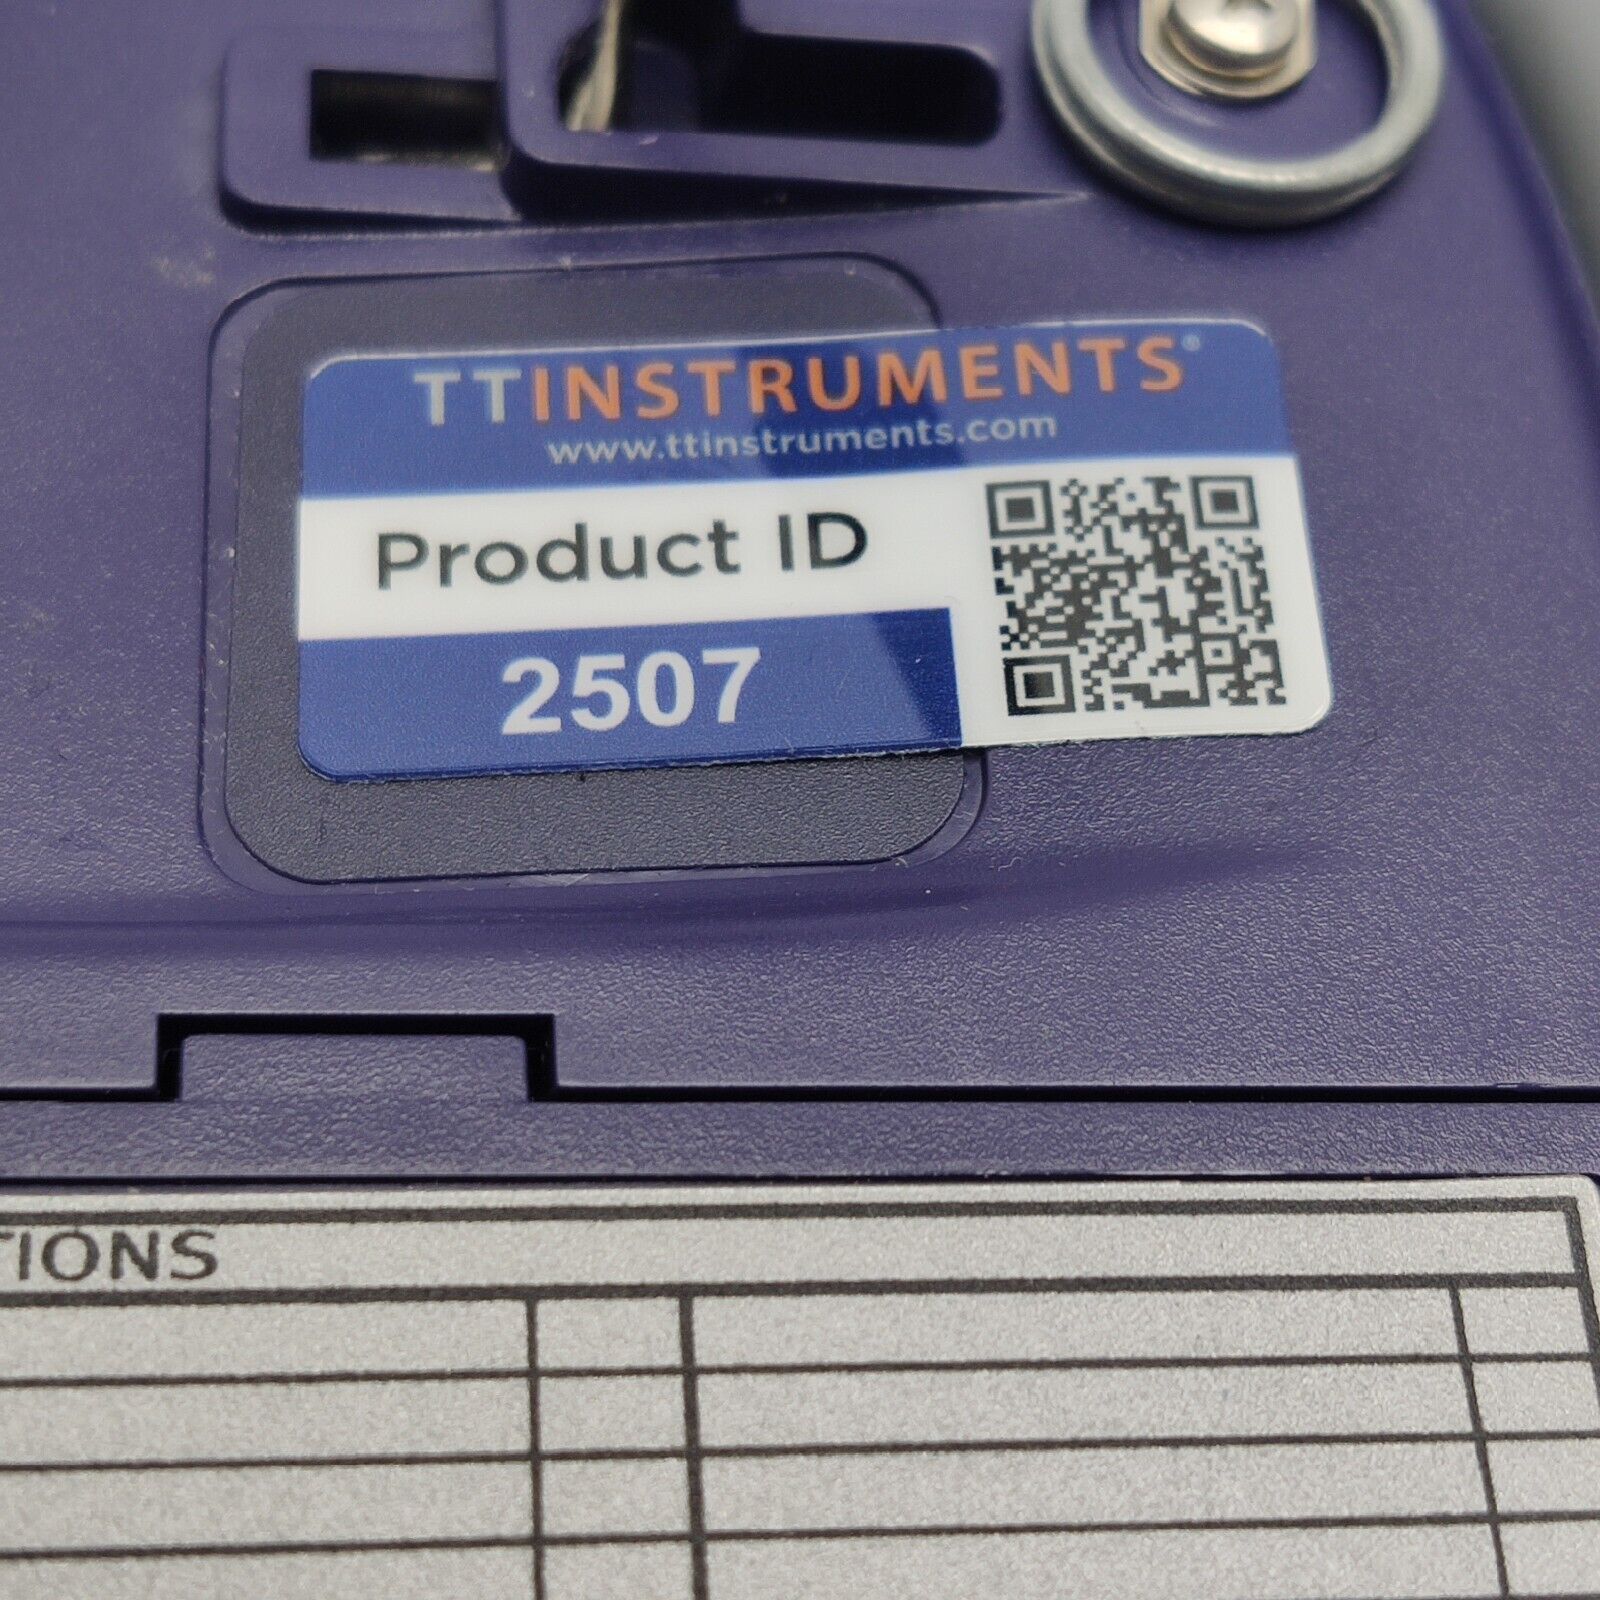 TTINSTRUMENTS®
www.ttinstruments.com
Product ID
2507
TIONS